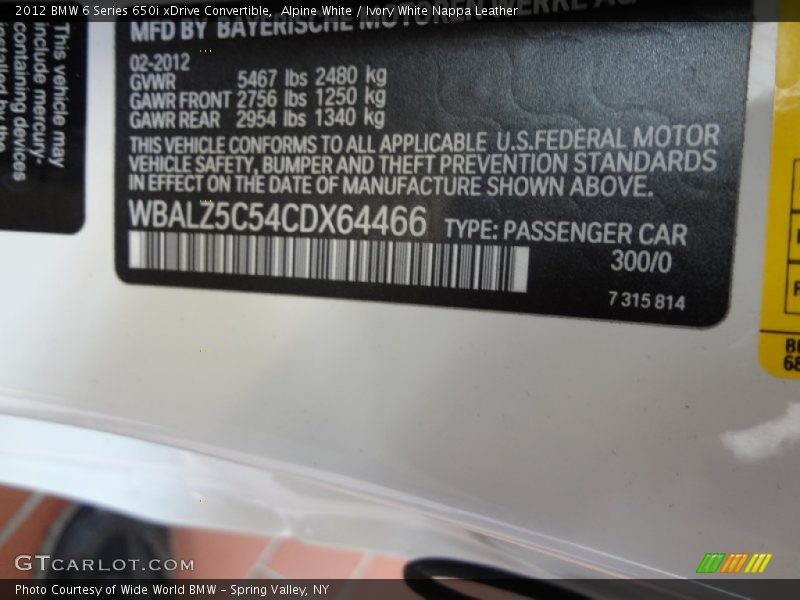 2012 BMW 6 Series 650i xDrive Convertible,  Alpine White / Ivory White Nappa Leather
MFD BY BAYERISCHE MOTOREN WERKE AG
02-2012
GVWR 5467 lbs 2480 kg
GAWR FRONT 2756 lbs 1250 kg
GAWR REAR 2954 lbs 1340 kg
THIS VEHICLE CONFORMS TO ALL APPLICABLE U.S.FEDERAL MOTOR
VEHICLE SAFETY, BUMPER AND THEFT PREVENTION STANDARDS
IN EFFECT ON THE DATE OF MANUFACTURE SHOWN ABOVE.
WBALZ5C54CDX64466 TYPE: PASSENGER CAR
300/0
7 315 814
This vehicle may
include mercury-
containing devices
installed by the
GTCARLOT.COM
Photo Courtesy of Wide World BMW - Spring Valley, NY